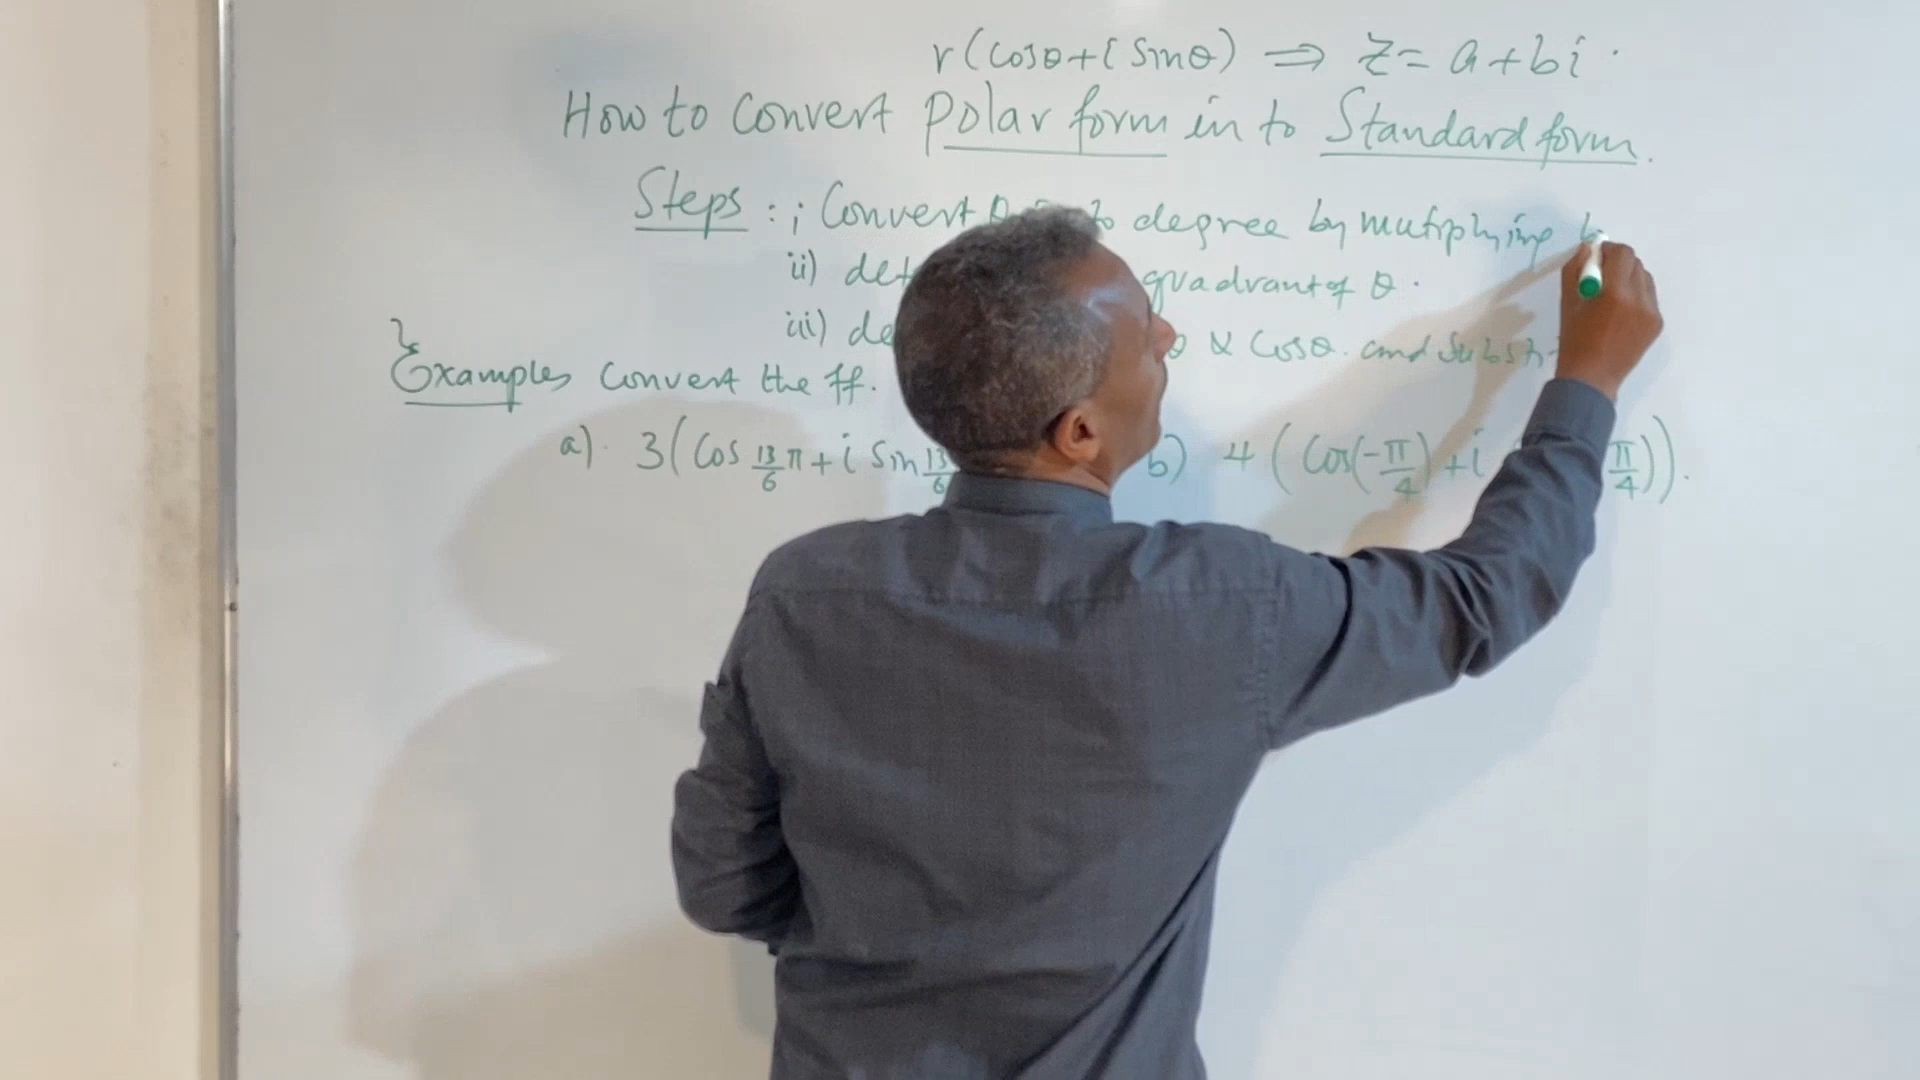 r(cosθ+i sinθ) ⇒ z= a+bi.
How to convert polar form in to Standard form.
Steps : i Convert to degree by mutiplying
ii) det quadrant of θ.
iii) de θ & cosθ. and Subst
Examples convert the ff.
a). 3(cos 13/6 π + i sin 13/6 b) 4(cos(-π/4)+i π/4)).